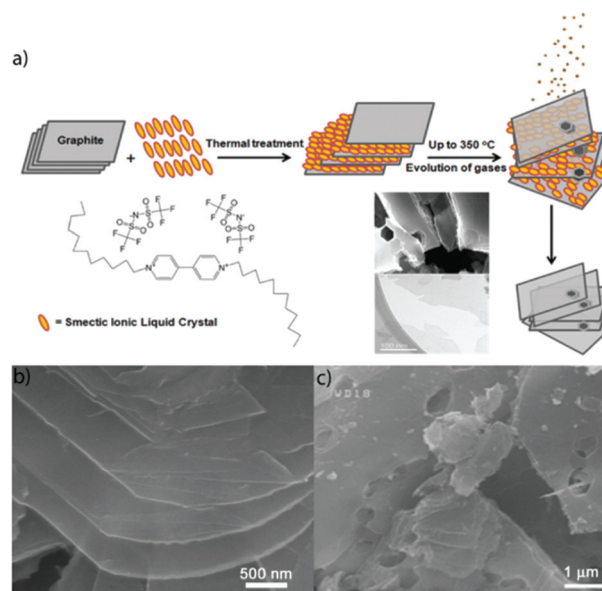 a)
Graphite
+
Thermal treatment
Up to 350 °C
Evolution of gases
F F F S O O N- S O O F F F
F F F S O O N- S O O F F F
N+
N+
= Smectic Ionic Liquid Crystal
b)
500 nm
c)
WD18
1 μm